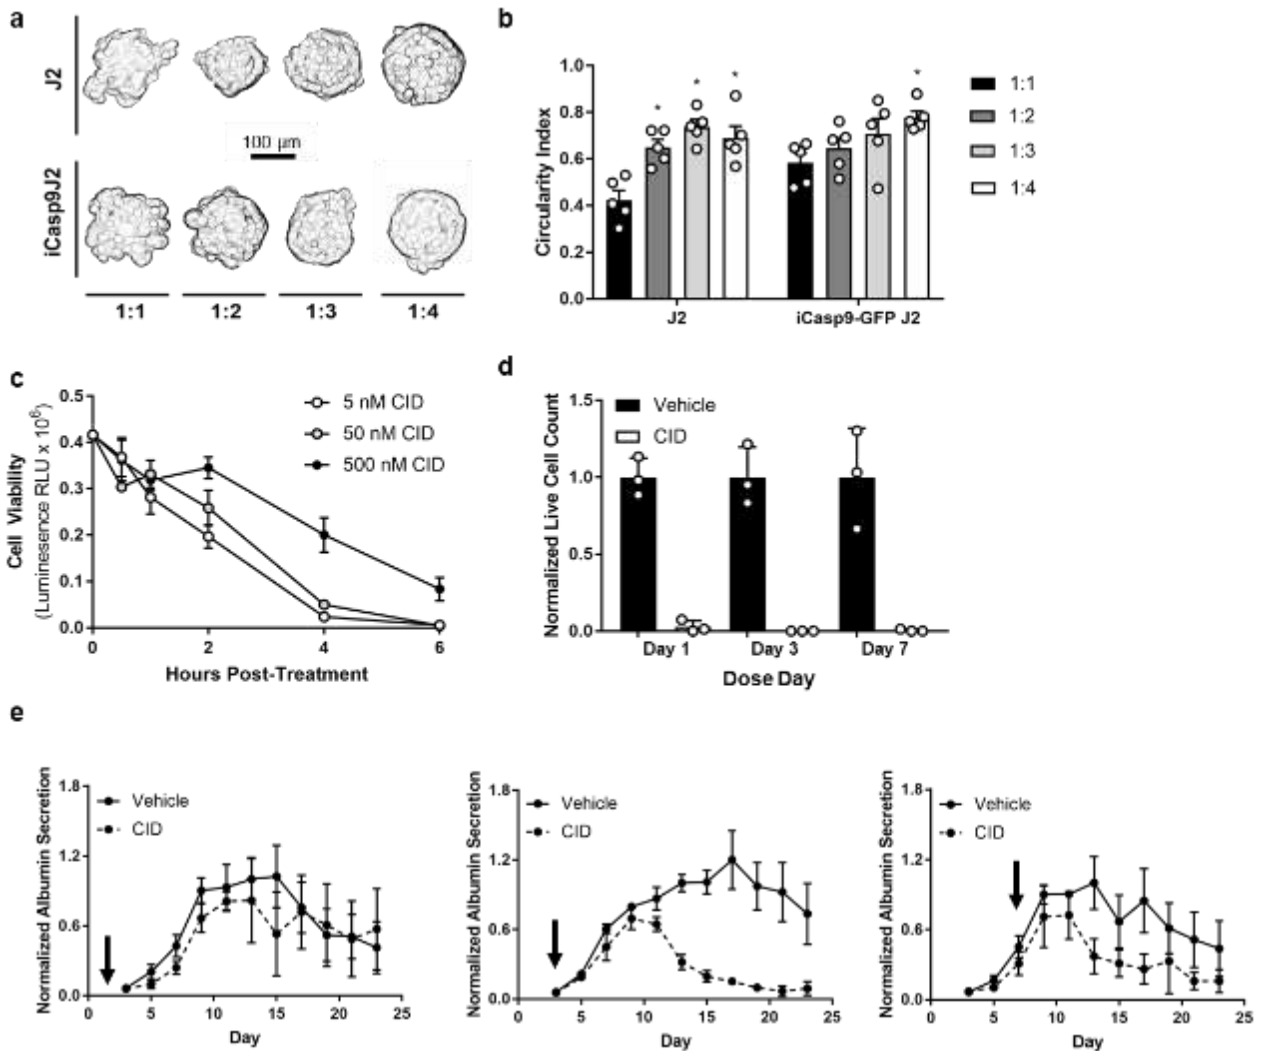 a
J2
100 μm
iCasp9J2
1:1
1:2
1:3
1:4
b
Circularity Index
1.0
0.8
0.6
0.4
0.2
0.0
* * * *
J2
iCasp9-GFP J2
1:1
1:2
1:3
1:4
c
Cell Viability
(Luminesence RLU x 10⁶)
0.5
0.4
0.3
0.2
0.1
0.0
0 2 4 6
Hours Post-Treatment
5 nM CID
50 nM CID
500 nM CID
d
Normalized Live Cell Count
1.5
1.0
0.5
0.0
Vehicle
CID
Day 1 Day 3 Day 7
Dose Day
e
Normalized Albumin Secretion
1.8
1.2
0.6
0.0
Vehicle
CID
0 5 10 15 20 25
Day
Normalized Albumin Secretion
1.8
1.2
0.6
0.0
Vehicle
CID
0 5 10 15 20 25
Day
Normalized Albumin Secretion
1.8
1.2
0.6
0.0
Vehicle
CID
0 5 10 15 20 25
Day